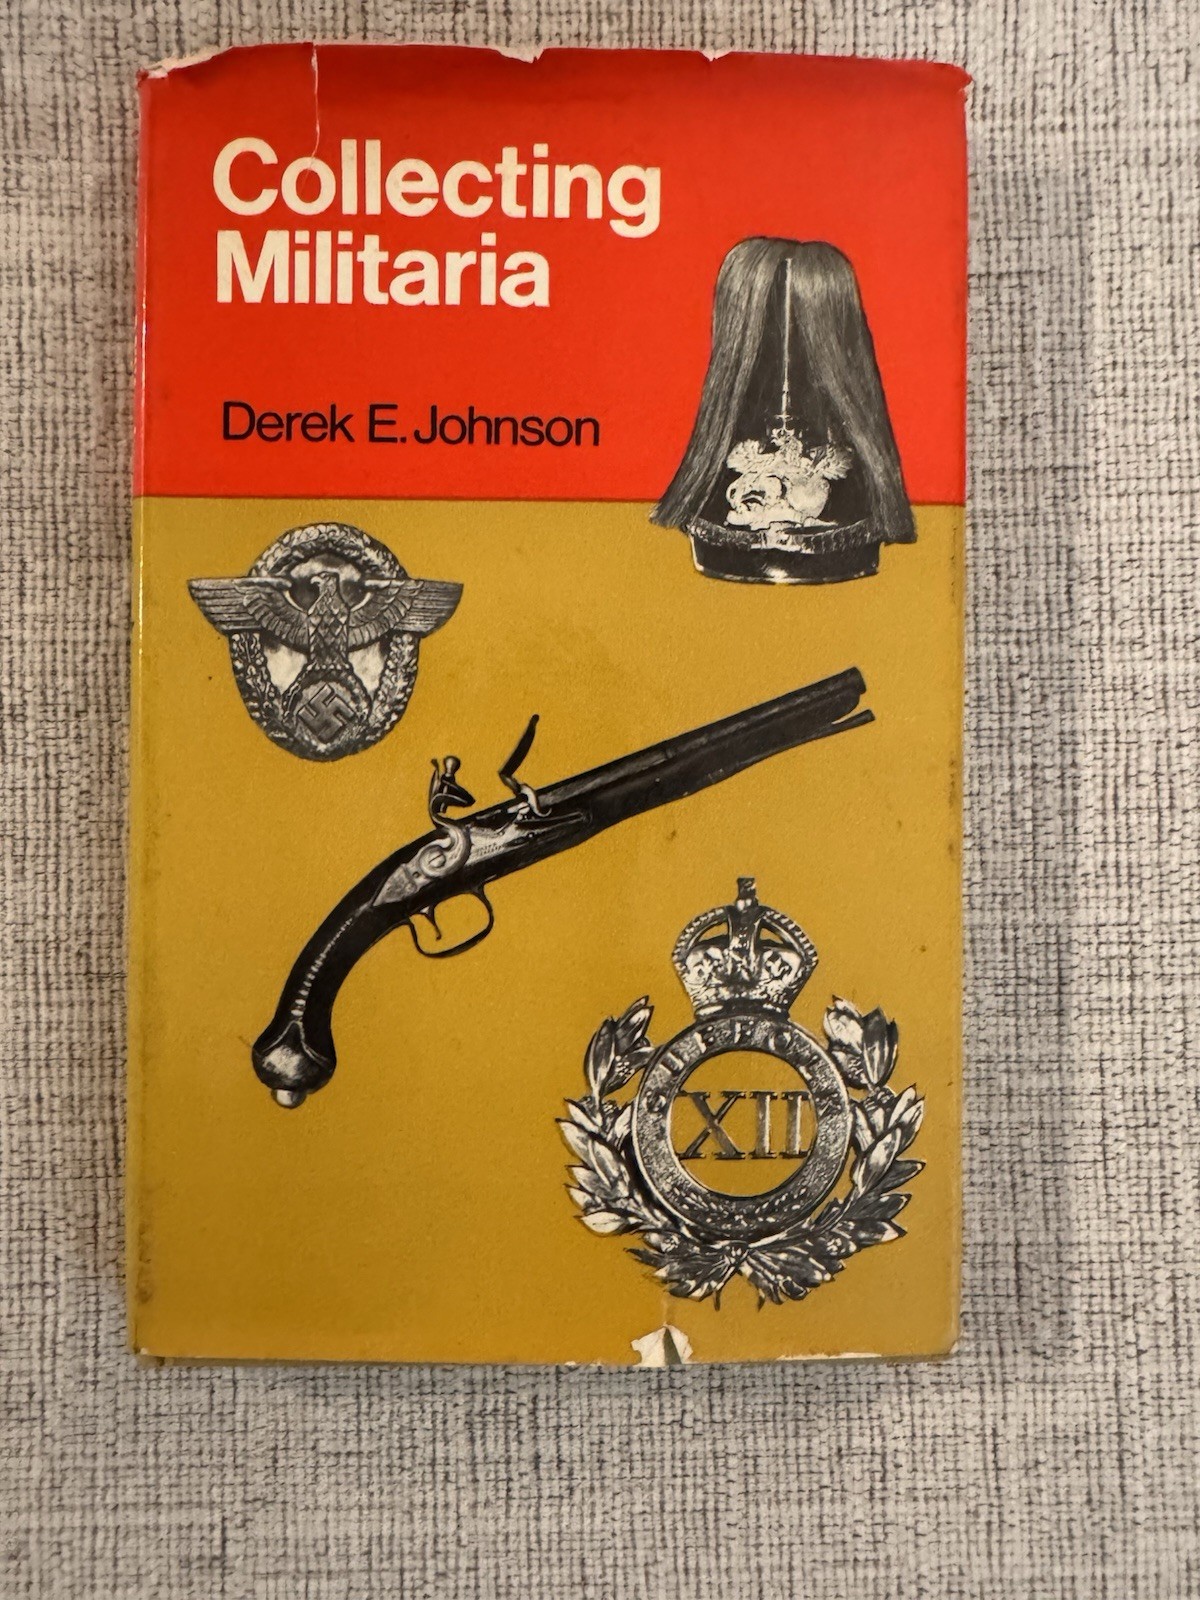 Collecting
Militaria
Derek E. Johnson
XII